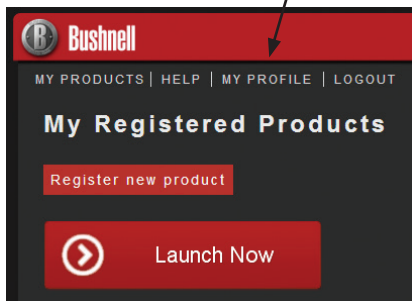 B Bushnell
MY PRODUCTS | HELP | MY PROFILE | LOGOUT
My Registered Products
Register new product
Launch Now